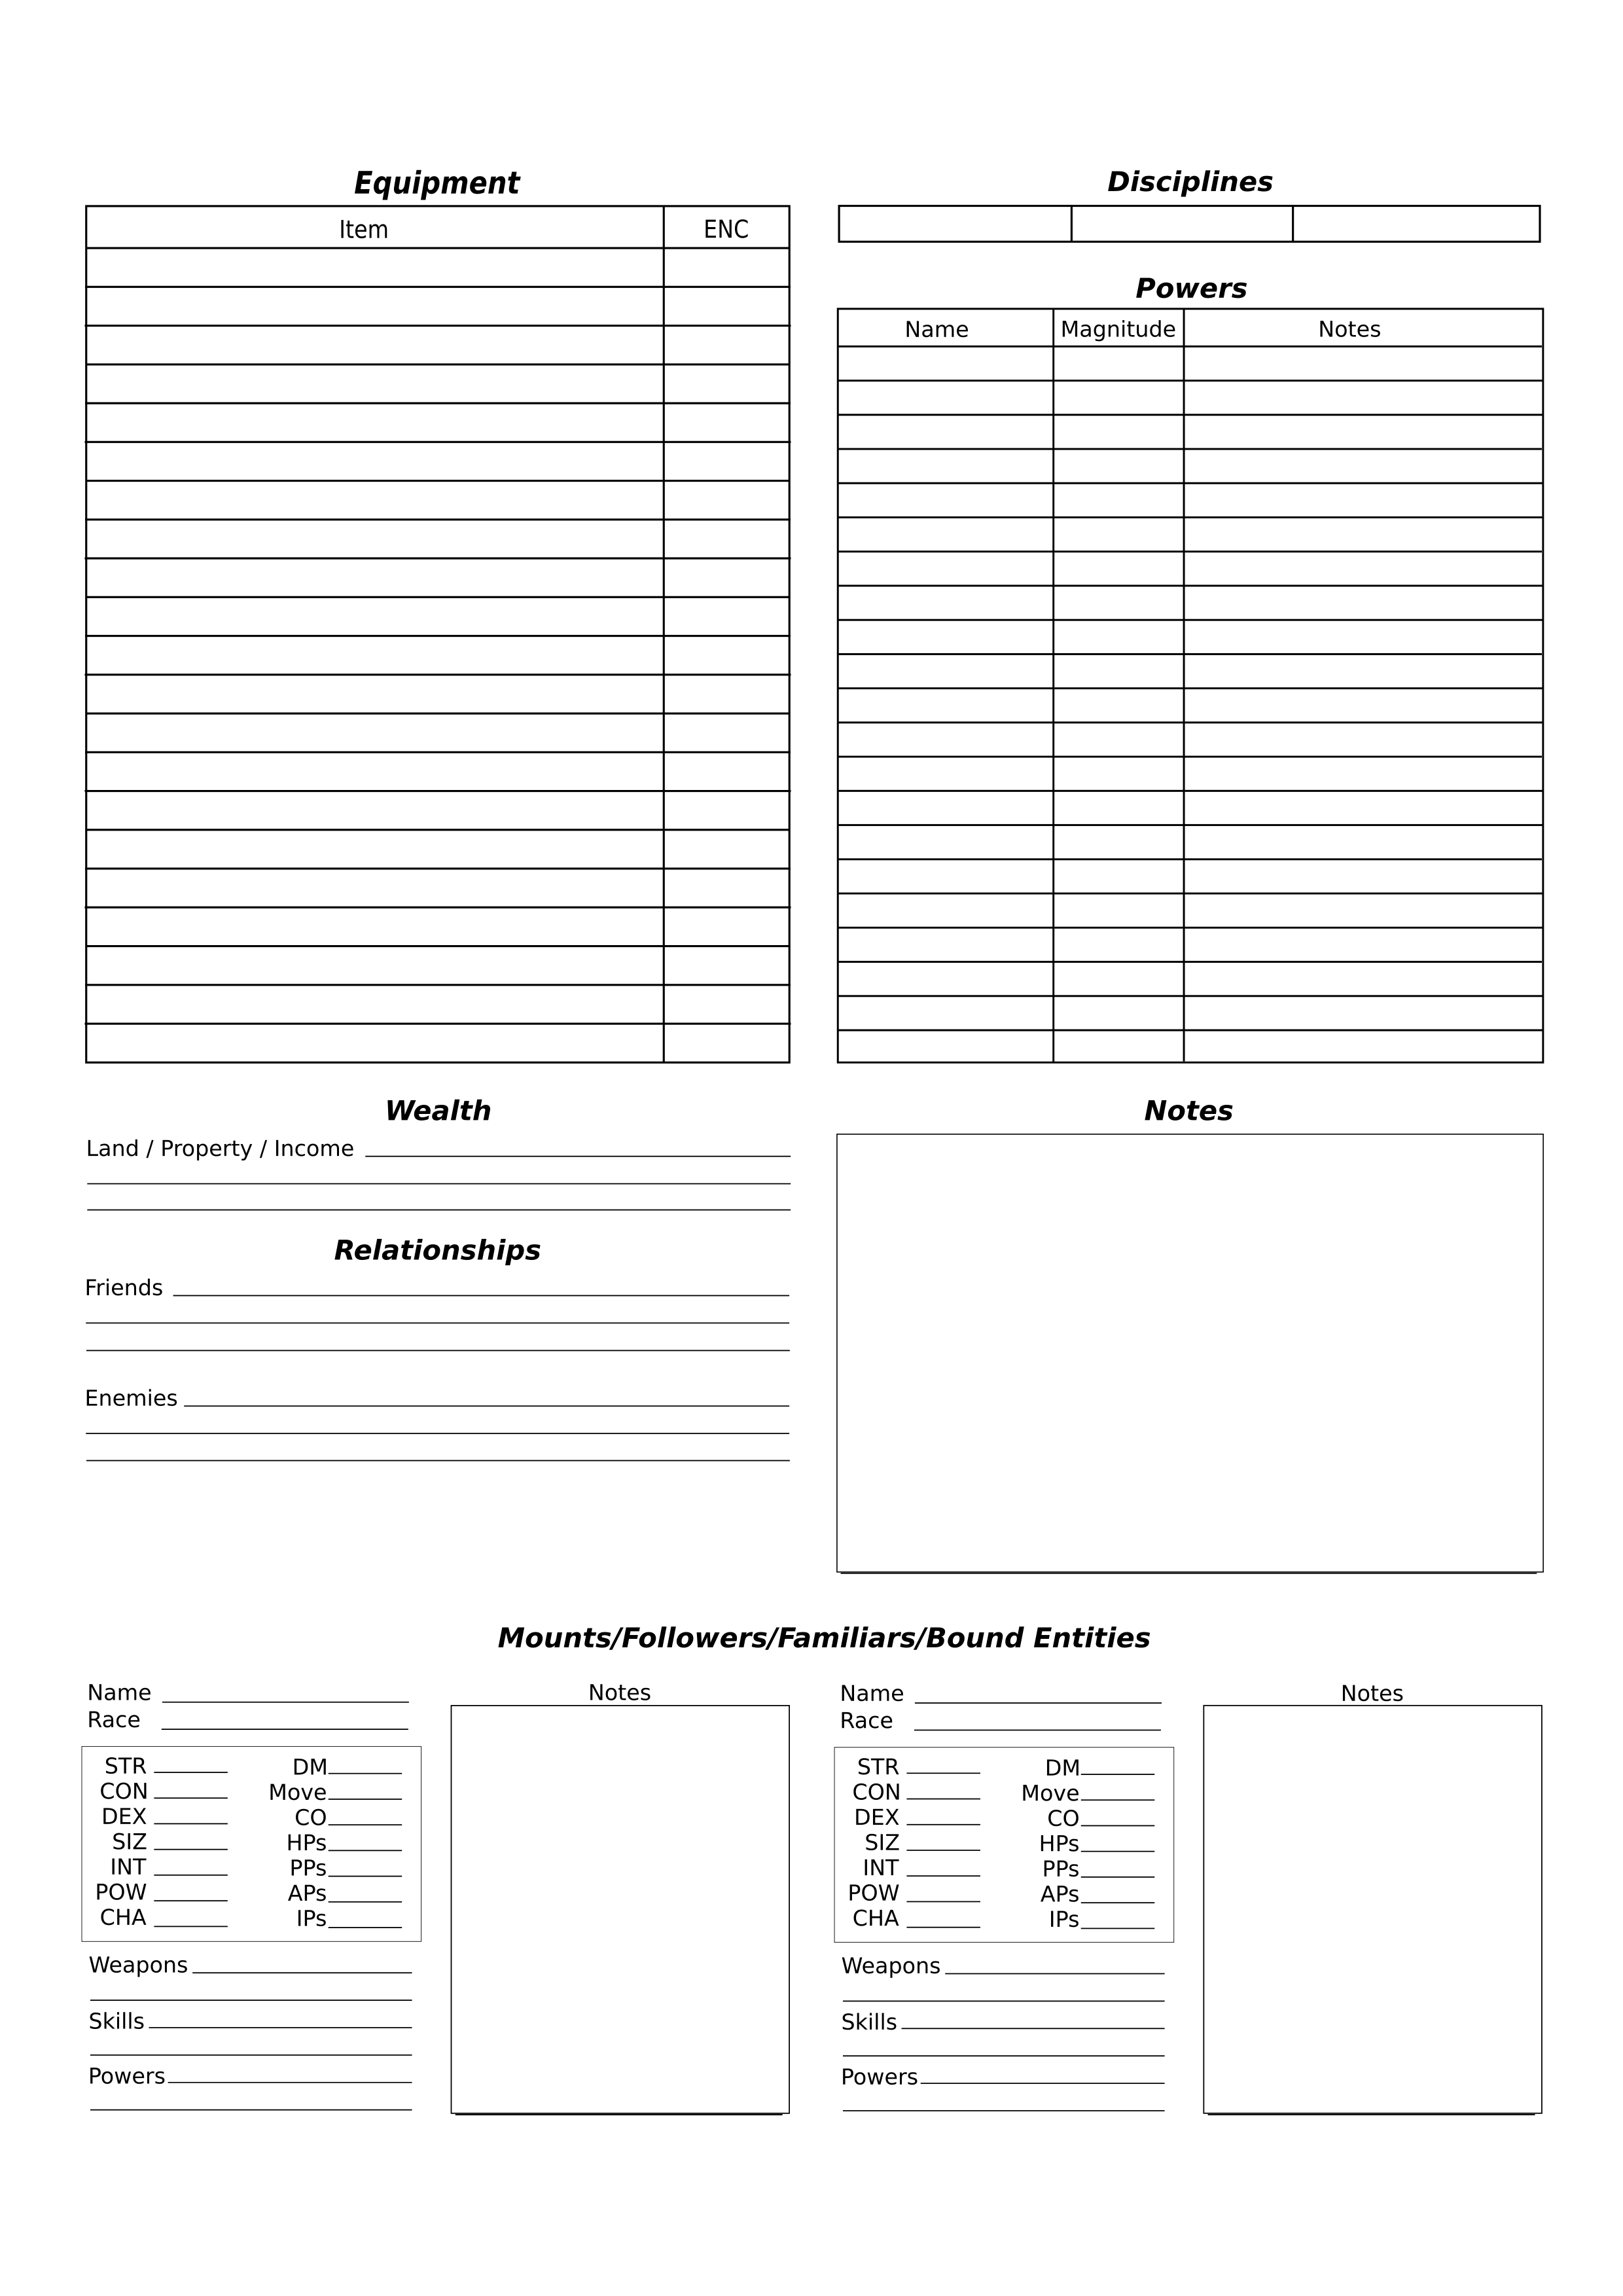 Equipment
Item ENC
Disciplines
Powers
Name Magnitude Notes
Wealth
Land / Property / Income
Relationships
Friends
Enemies
Notes
Mounts/Followers/Familiars/Bound Entities
Name
Race
STR DM
CON Move
DEX CO
SIZ HPs
INT PPs
POW APs
CHA IPs
Weapons
Skills
Powers
Notes
Name
Race
STR DM
CON Move
DEX CO
SIZ HPs
INT PPs
POW APs
CHA IPs
Weapons
Skills
Powers
Notes